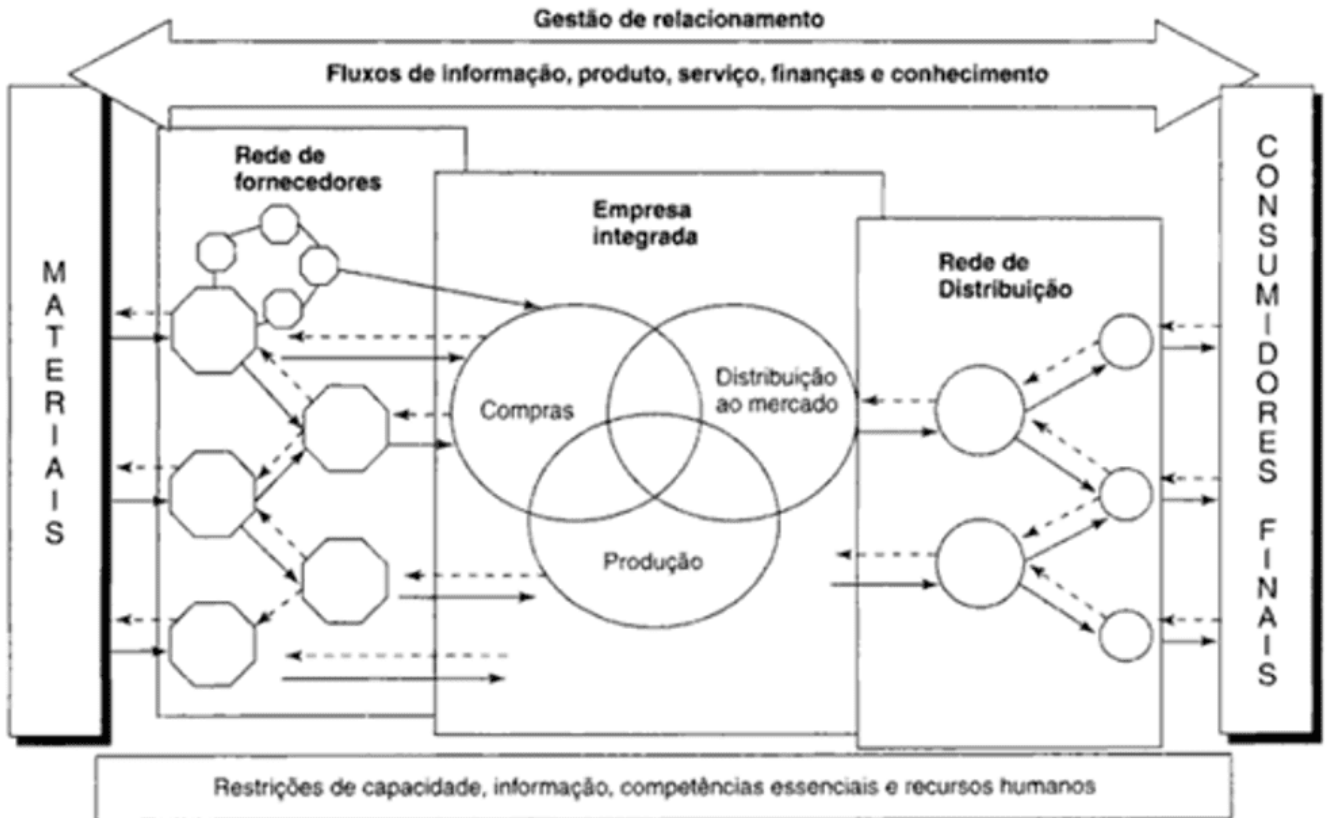 Gestão de relacionamento
Fluxos de informação, produto, serviço, finanças e conhecimento
Rede de
fornecedores
Empresa
integrada
Rede de
Distribuição
MATERIAIS
Compras
Distribuição
ao mercado
Produção
CONSUMIDORES FINAIS
Restrições de capacidade, informação, competências essenciais e recursos humanos